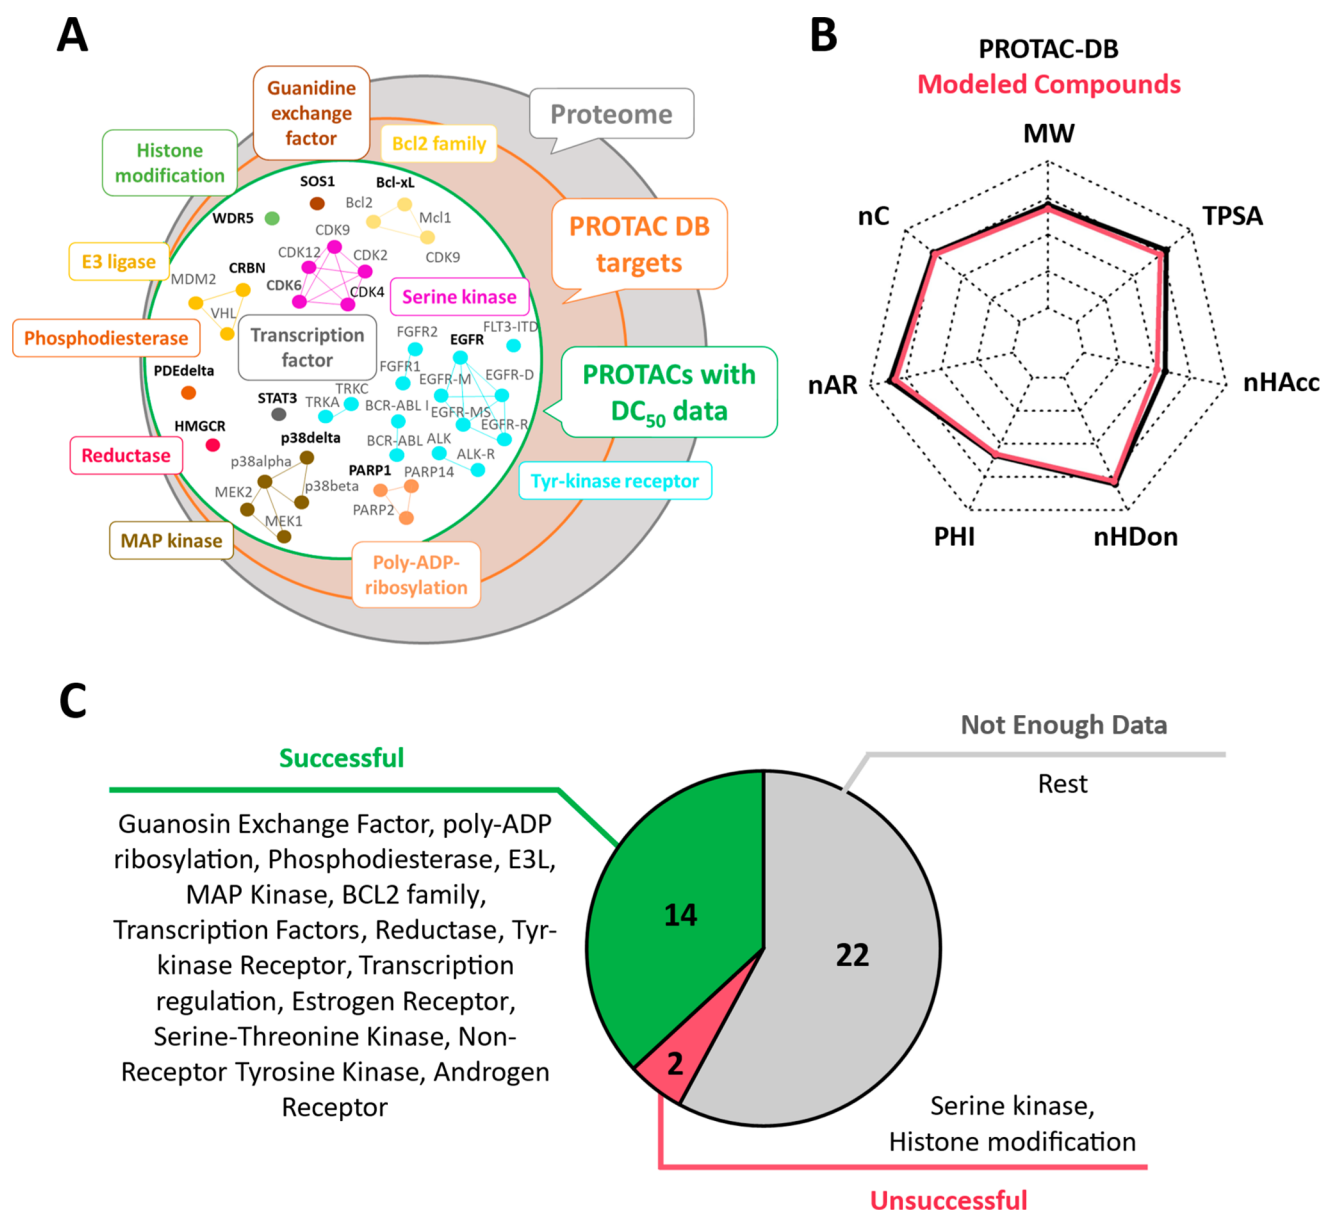 A
Guanidine
exchange
factor
Proteome
Histone
modification
Bcl2 family
SOS1
Bcl-xL
Bcl2
WDR5
Mcl1
CDK9
CDK9
PROTAC DB
targets
E3 ligase
CDK12
CDK2
MDM2
CRBN
CDK6
CDK4
Serine kinase
VHL
Phosphodiesterase
Transcription
factor
FGFR2
FLT3-ITD
EGFR
PDEdelta
FGFR1
EGFR-M
EGFR-D
PROTACs with
DC50 data
TRKC
STAT3
TRKA
BCR-ABL I
EGFR-MS
HMGCR
EGFR-R
p38delta
BCR-ABL
ALK
Reductase
p38alpha
ALK-R
PARP1
PARP14
Tyr-kinase receptor
MEK2
p38beta
PARP2
MEK1
MAP kinase
Poly-ADP-
ribosylation
B
PROTAC-DB
Modeled Compounds
MW
nC
TPSA
nAR
nHAcc
PHI
nHDon
C
Successful
Guanosin Exchange Factor, poly-ADP
ribosylation, Phosphodiesterase, E3L,
MAP Kinase, BCL2 family,
Transcription Factors, Reductase, Tyr-
kinase Receptor, Transcription
regulation, Estrogen Receptor,
Serine-Threonine Kinase, Non-
Receptor Tyrosine Kinase, Androgen
Receptor
14
22
2
Not Enough Data
Rest
Serine kinase,
Histone modification
Unsuccessful